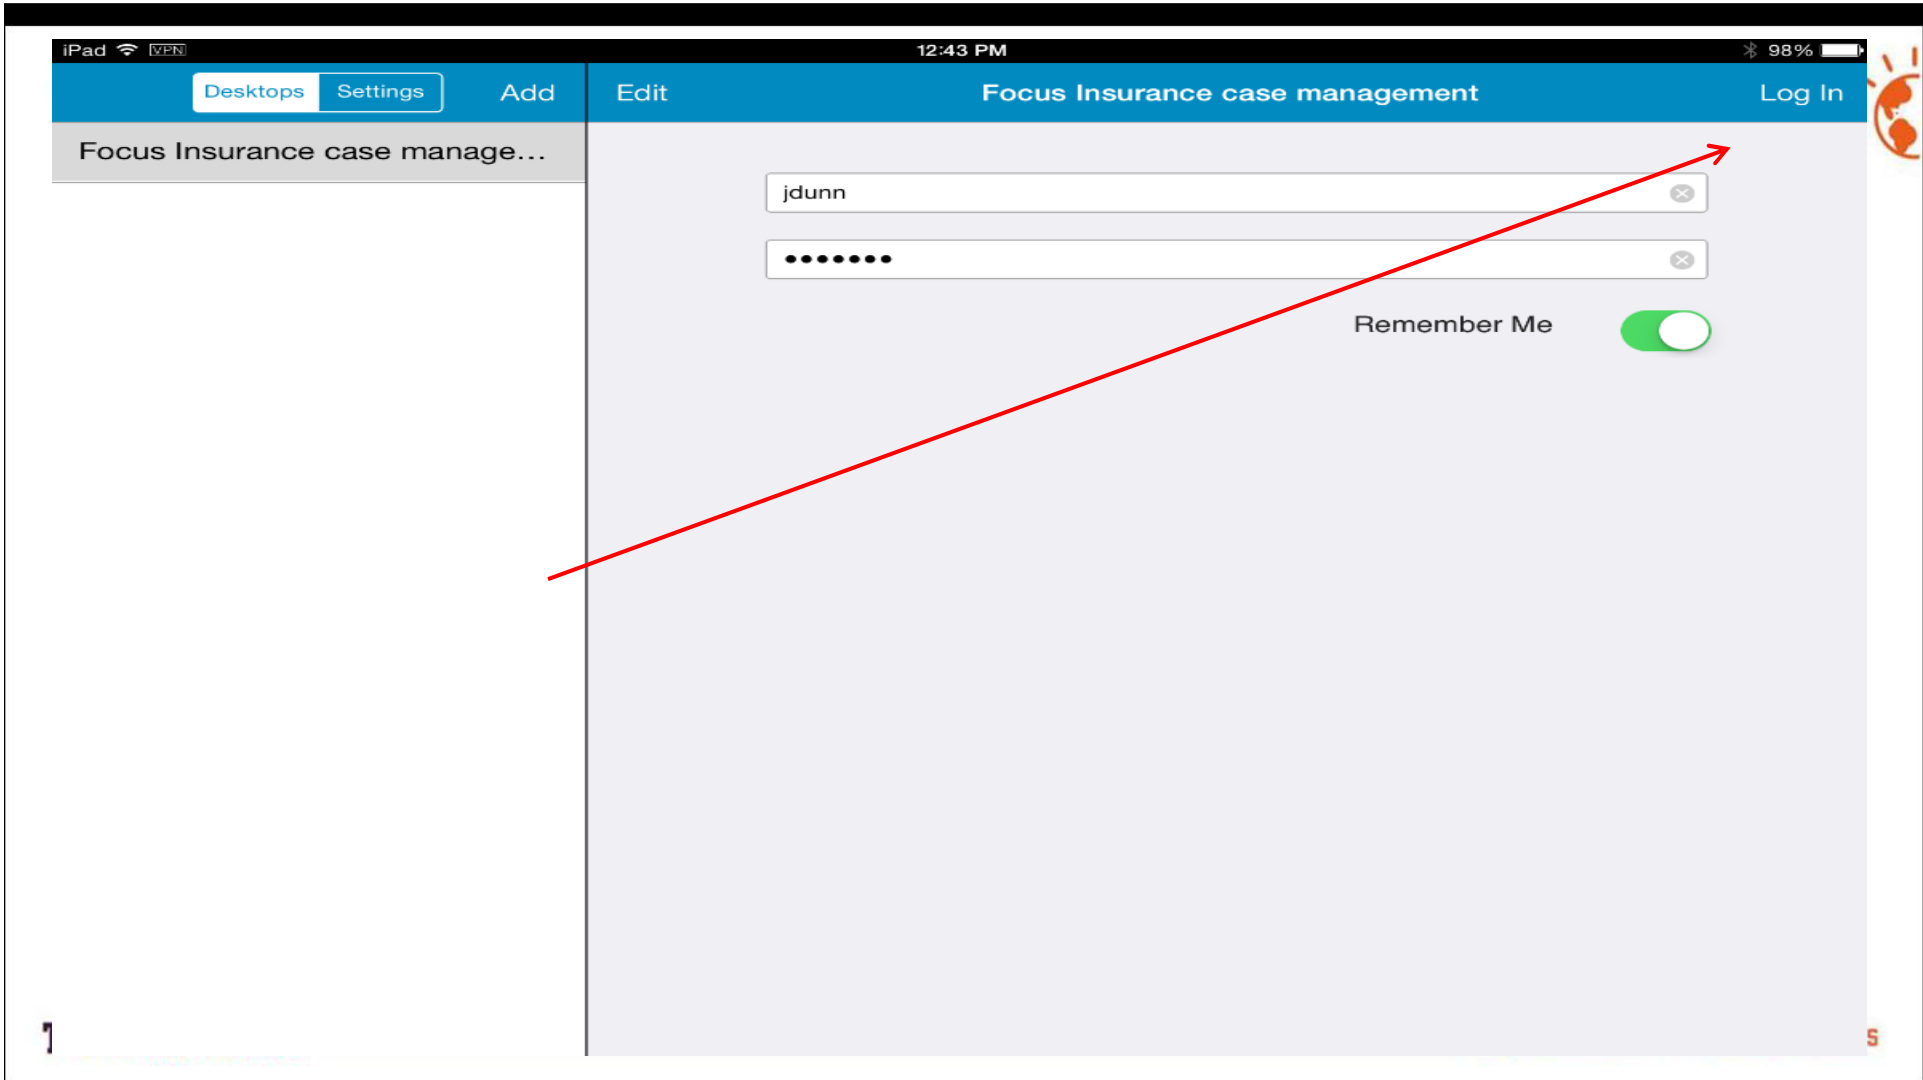 iPad VPN 12:43 PM 98%
Desktops Settings Add Edit Focus Insurance case management Log In
Focus Insurance case manage...
jdunn
•••••••
Remember Me